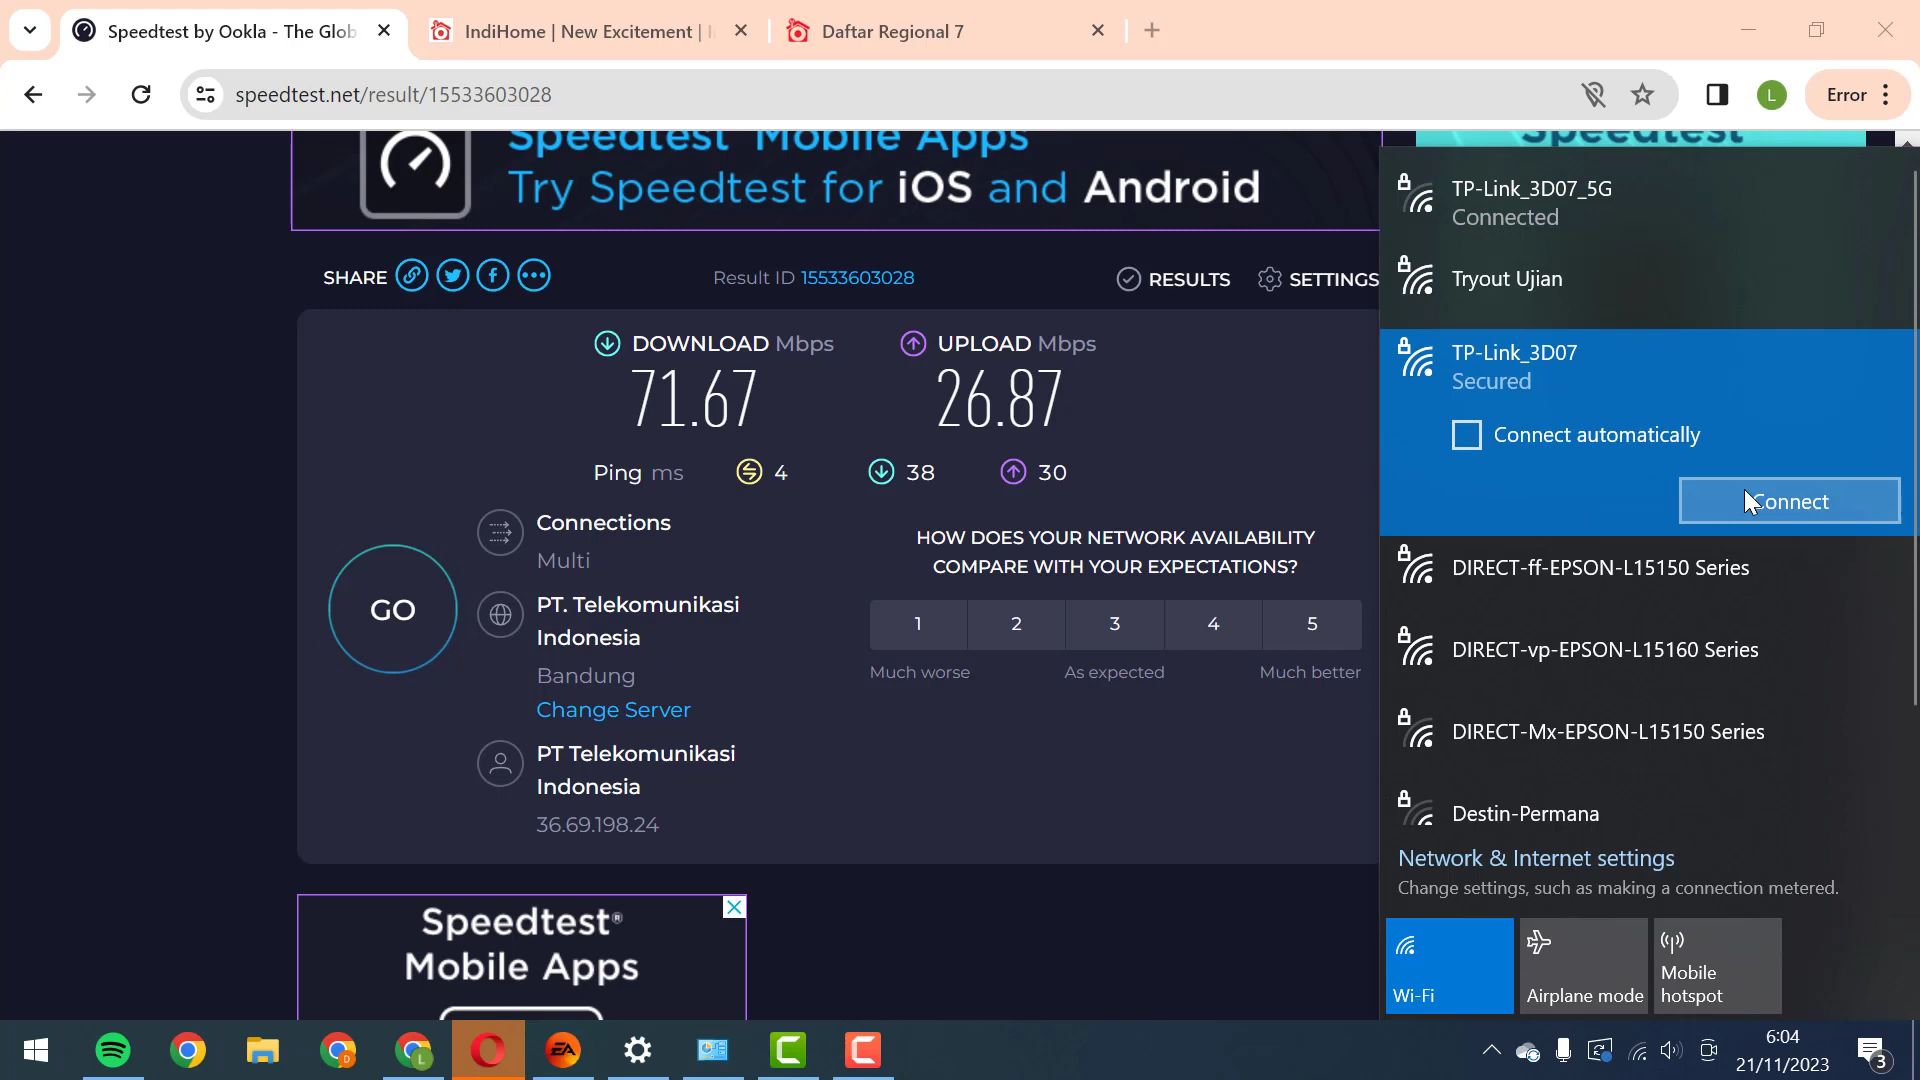 Speedtest by Ookla - The Glob
IndiHome | New Excitement |
Daftar Regional 7
speedtest.net/result/15533603028
L
Error
Speedtest Mobile Apps
Try Speedtest for iOS and Android
Speedtest
SHARE
Result ID 15533603028
RESULTS
SETTINGS
DOWNLOAD Mbps
71.67
UPLOAD Mbps
26.87
Ping ms
4
38
30
GO
Connections
Multi
PT. Telekomunikasi
Indonesia
Bandung
Change Server
PT Telekomunikasi
Indonesia
36.69.198.24
HOW DOES YOUR NETWORK AVAILABILITY
COMPARE WITH YOUR EXPECTATIONS?
1 2 3 4 5
Much worse As expected Much better
Speedtest®
Mobile Apps
TP-Link_3D07_5G
Connected
Tryout Ujian
TP-Link_3D07
Secured
Connect automatically
Connect
DIRECT-ff-EPSON-L15150 Series
DIRECT-vp-EPSON-L15160 Series
DIRECT-Mx-EPSON-L15150 Series
Destin-Permana
Network & Internet settings
Change settings, such as making a connection metered.
Wi-Fi
Airplane mode
Mobile
hotspot
D
L
EA
6:04
21/11/2023
3